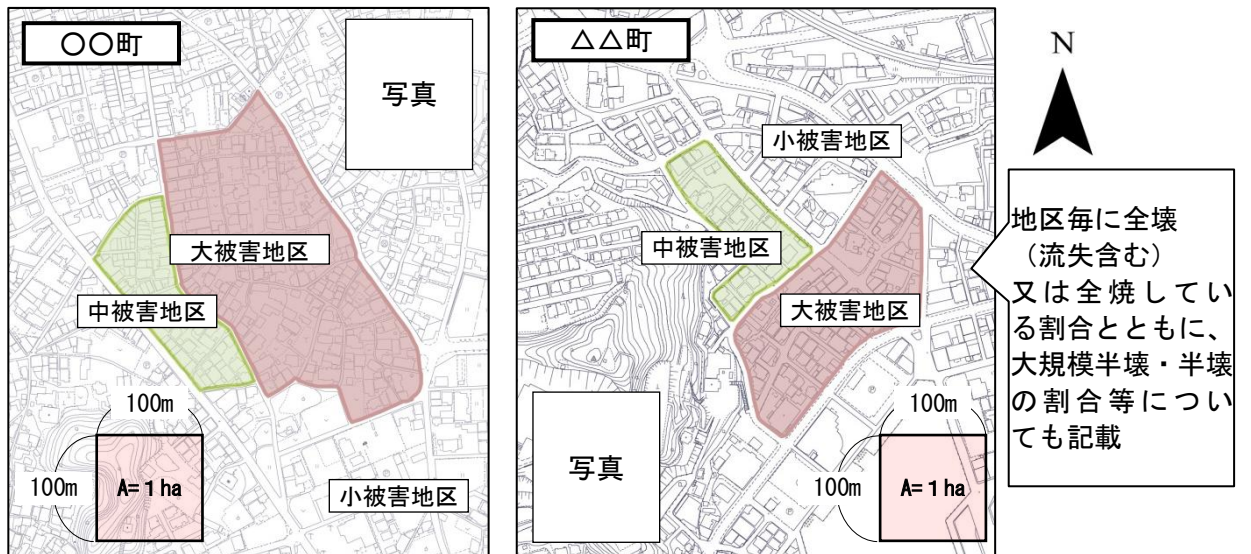 〇〇町
写真
大被害地区
中被害地区
100m
100m
A=1ha
小被害地区
△△町
小被害地区
中被害地区
大被害地区
写真
100m
100m
A=1ha
N
地区毎に全壊
（流失含む）
又は全焼してい
る割合とともに、
大規模半壊・半壊
の割合等につい
ても記載